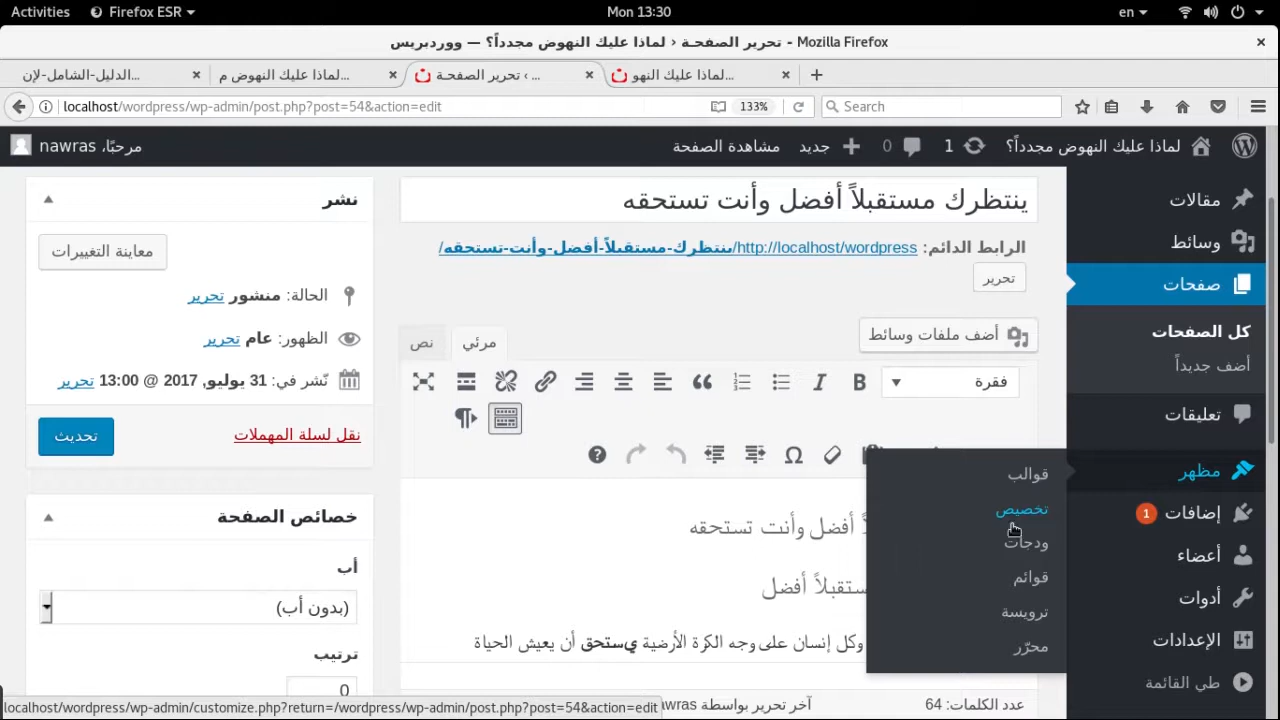 Activities
Firefox ESR
Mon 13:30
en
تحرير الصفحـة ‹ لماذا عليك النهوض مجدداً؟ — ووردبريس - Mozilla Firefox
الدليل-الشامل-لإن...
لماذا عليك النهوض م...
‹ تحرير الصفحـة ...
لماذا عليك النهو...
localhost/wordpress/wp-admin/post.php?post=54&action=edit
133%
Search
لماذا عليك النهوض مجدداً؟
1
0
جديد
مشاهدة الصفحة
مرحبًا، nawras
مقالات
وسائط
صفحات
كل الصفحات
أضف جديداً
تعليقات
مظهر
إضافات 1
أعضاء
أدوات
الإعدادات
طي القائمة
قوالب
تخصيص
ودجات
قوائم
ترويسة
محرّر
ينتظرك مستقبلاً أفضل وأنت تستحقه
الرابط الدائم: http://localhost/wordpress/ينتظرك-مستقبلاً-أفضل-وأنت-تستحقه/
تحرير
أضف ملفات وسائط
مرئي
نص
فقرة
أفضل وأنت تستحقه
ستقبلاً أفضل
وكل إنسان على وجه الكرة الأرضية يستحق أن يعيش الحياة
عدد الكلمات: 64
آخر تحرير بواسطة
نشر
معاينة التغييرات
الحالة: منشور تحرير
الظهور: عام تحرير
نّشر في: 31 يوليو, 2017 @ 13:00 تحرير
نقل لسلة المهملات
تحديث
خصائص الصفحة
أب
(بدون أب)
ترتيب
0
localhost/wordpress/wp-admin/customize.php?return=/wordpress/wp-admin/post.php?post=54&action=edit